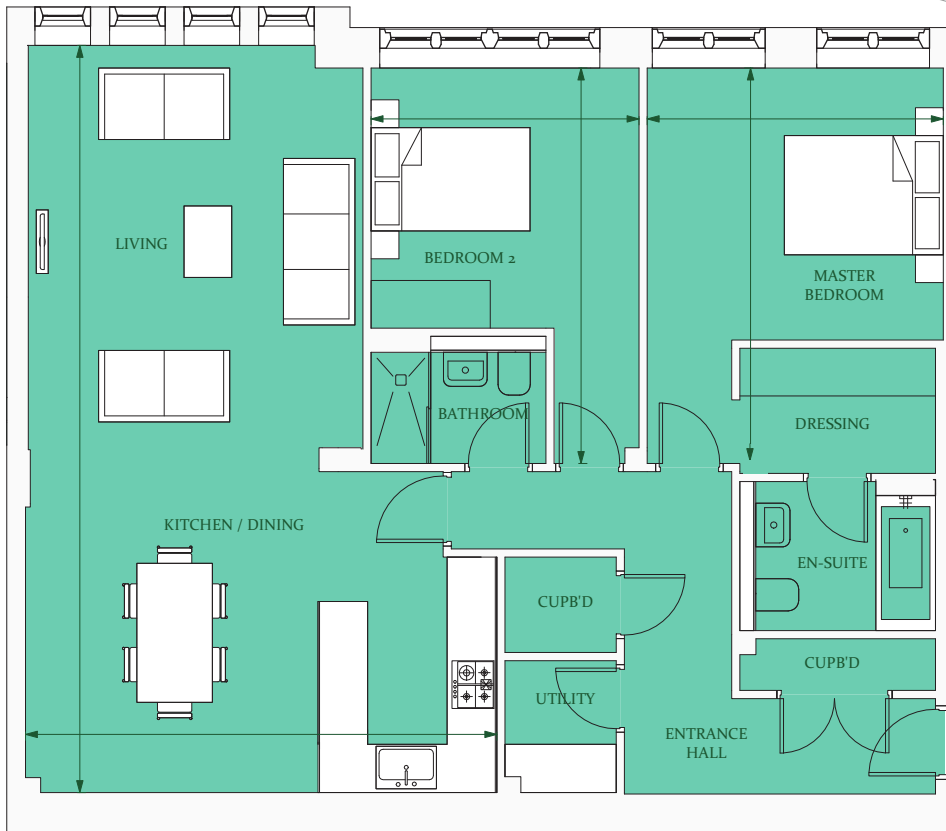 LIVING
BEDROOM 2
MASTER
BEDROOM
BATHROOM
DRESSING
KITCHEN / DINING
EN-SUITE
CUPB'D
CUPB'D
UTILITY
ENTRANCE
HALL